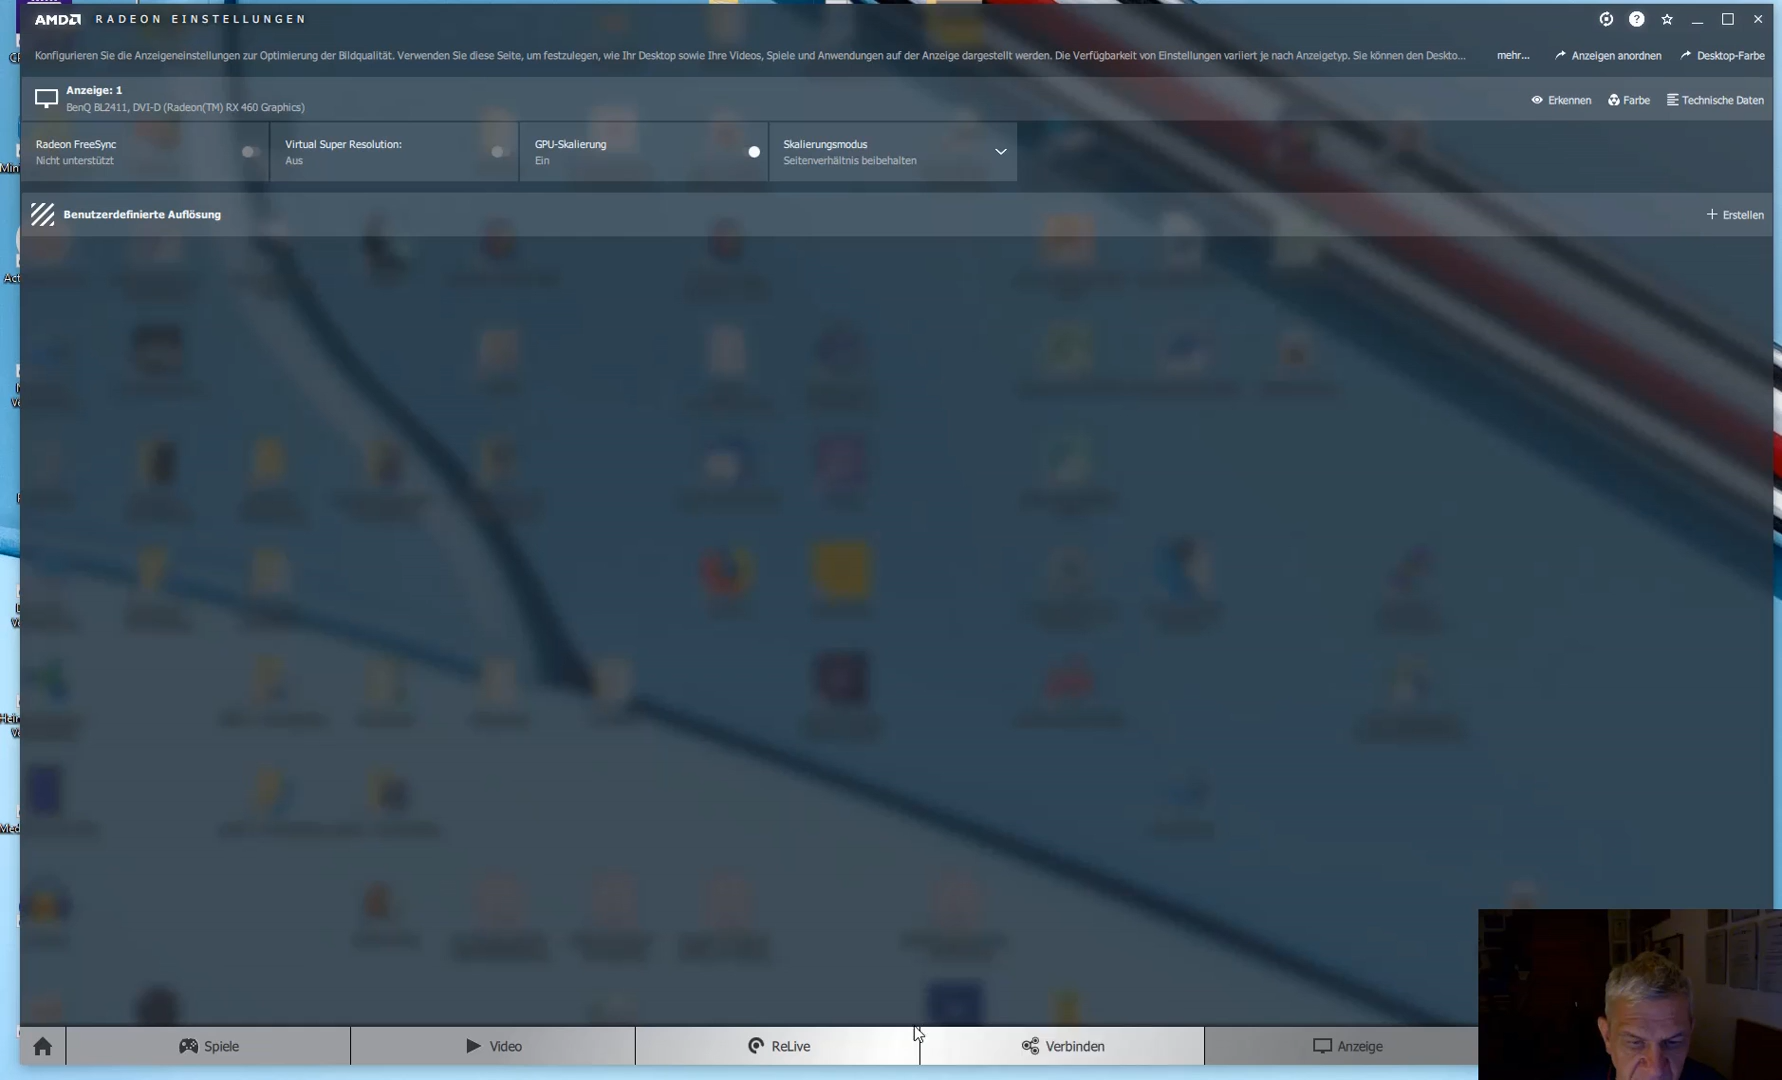 AMD RADEON EINSTELLUNGEN
Konfigurieren Sie die Anzeigeneinstellungen zur Optimierung der Bildqualität. Verwenden Sie diese Seite, um festzulegen, wie Ihr Desktop sowie Ihre Videos, Spiele und Anwendungen auf der Anzeige dargestellt werden. Die Verfügbarkeit von Einstellungen variiert je nach Anzeigetyp. Sie können den Deskto... mehr... Anzeigen anordnen Desktop-Farbe
Anzeige: 1
BenQ BL2411, DVI-D (Radeon(TM) RX 460 Graphics)
Erkennen Farbe Technische Daten
Radeon FreeSync
Nicht unterstützt
Virtual Super Resolution:
Aus
GPU-Skalierung
Ein
Skalierungsmodus
Seitenverhältnis beibehalten
Benutzerdefinierte Auflösung
Erstellen
Spiele Video ReLive Verbinden Anzeige